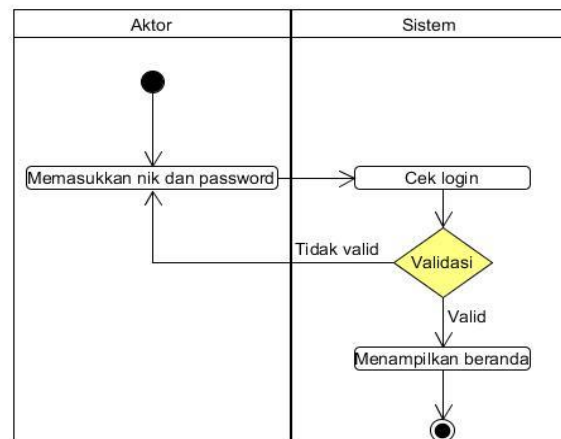 Aktor
Sistem
Memasukkan nik dan password
Cek login
Tidak valid
Validasi
Valid
Menampilkan beranda